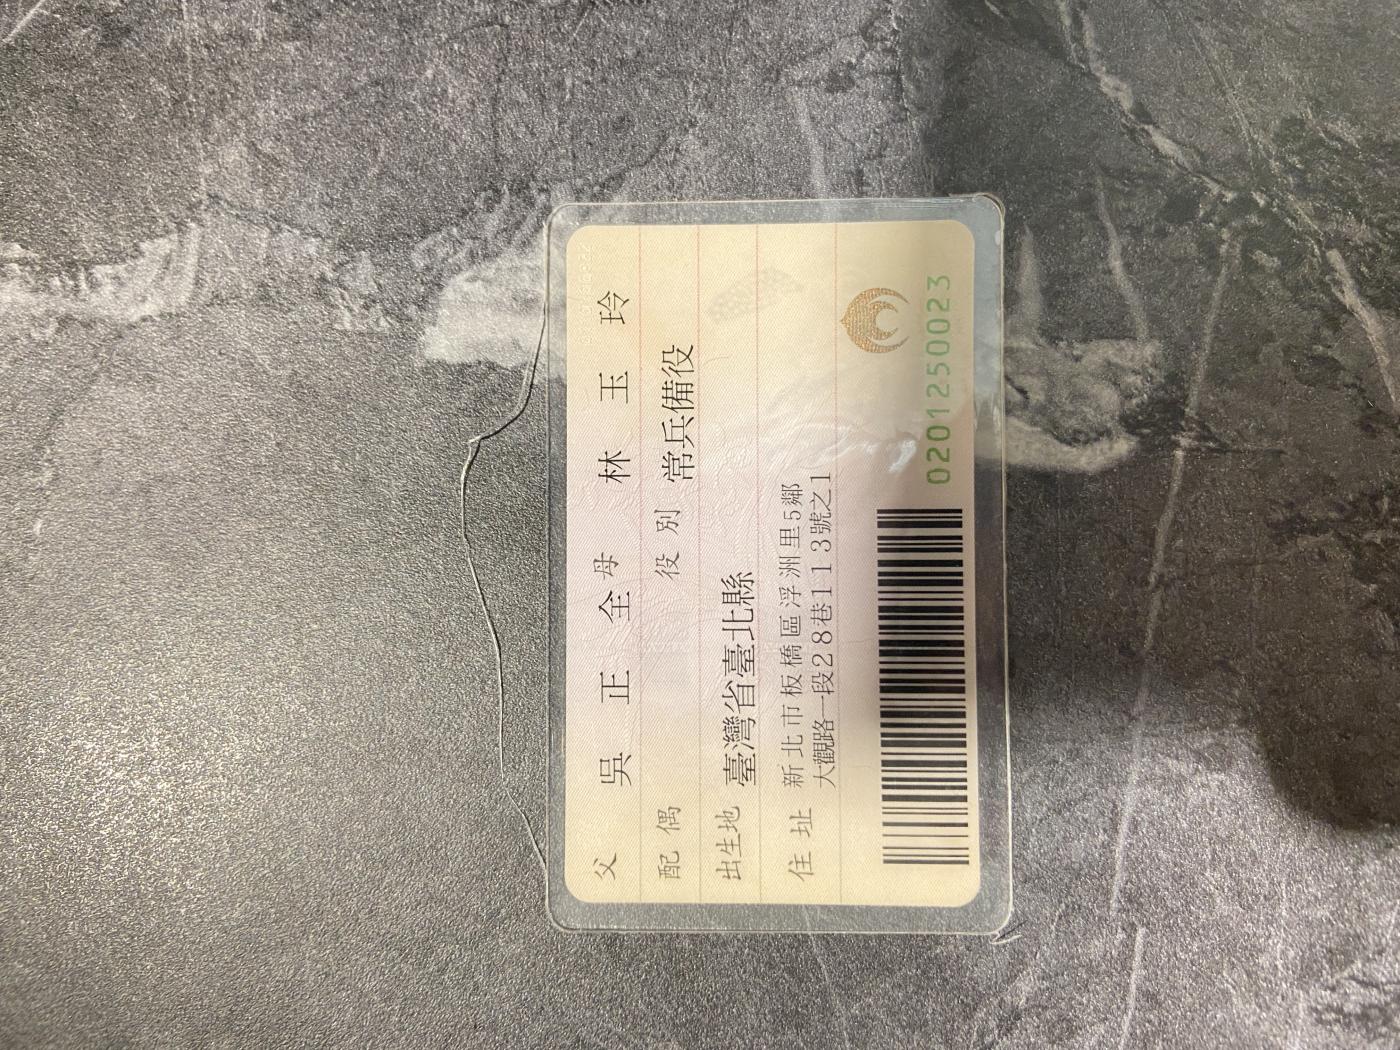 父 吳正全 母 林玉玲
配偶 役別 常兵備役
出生地 臺灣省臺北縣
住址 新北市板橋區浮洲里5鄰
大觀路一段28巷113號之1
0201250023